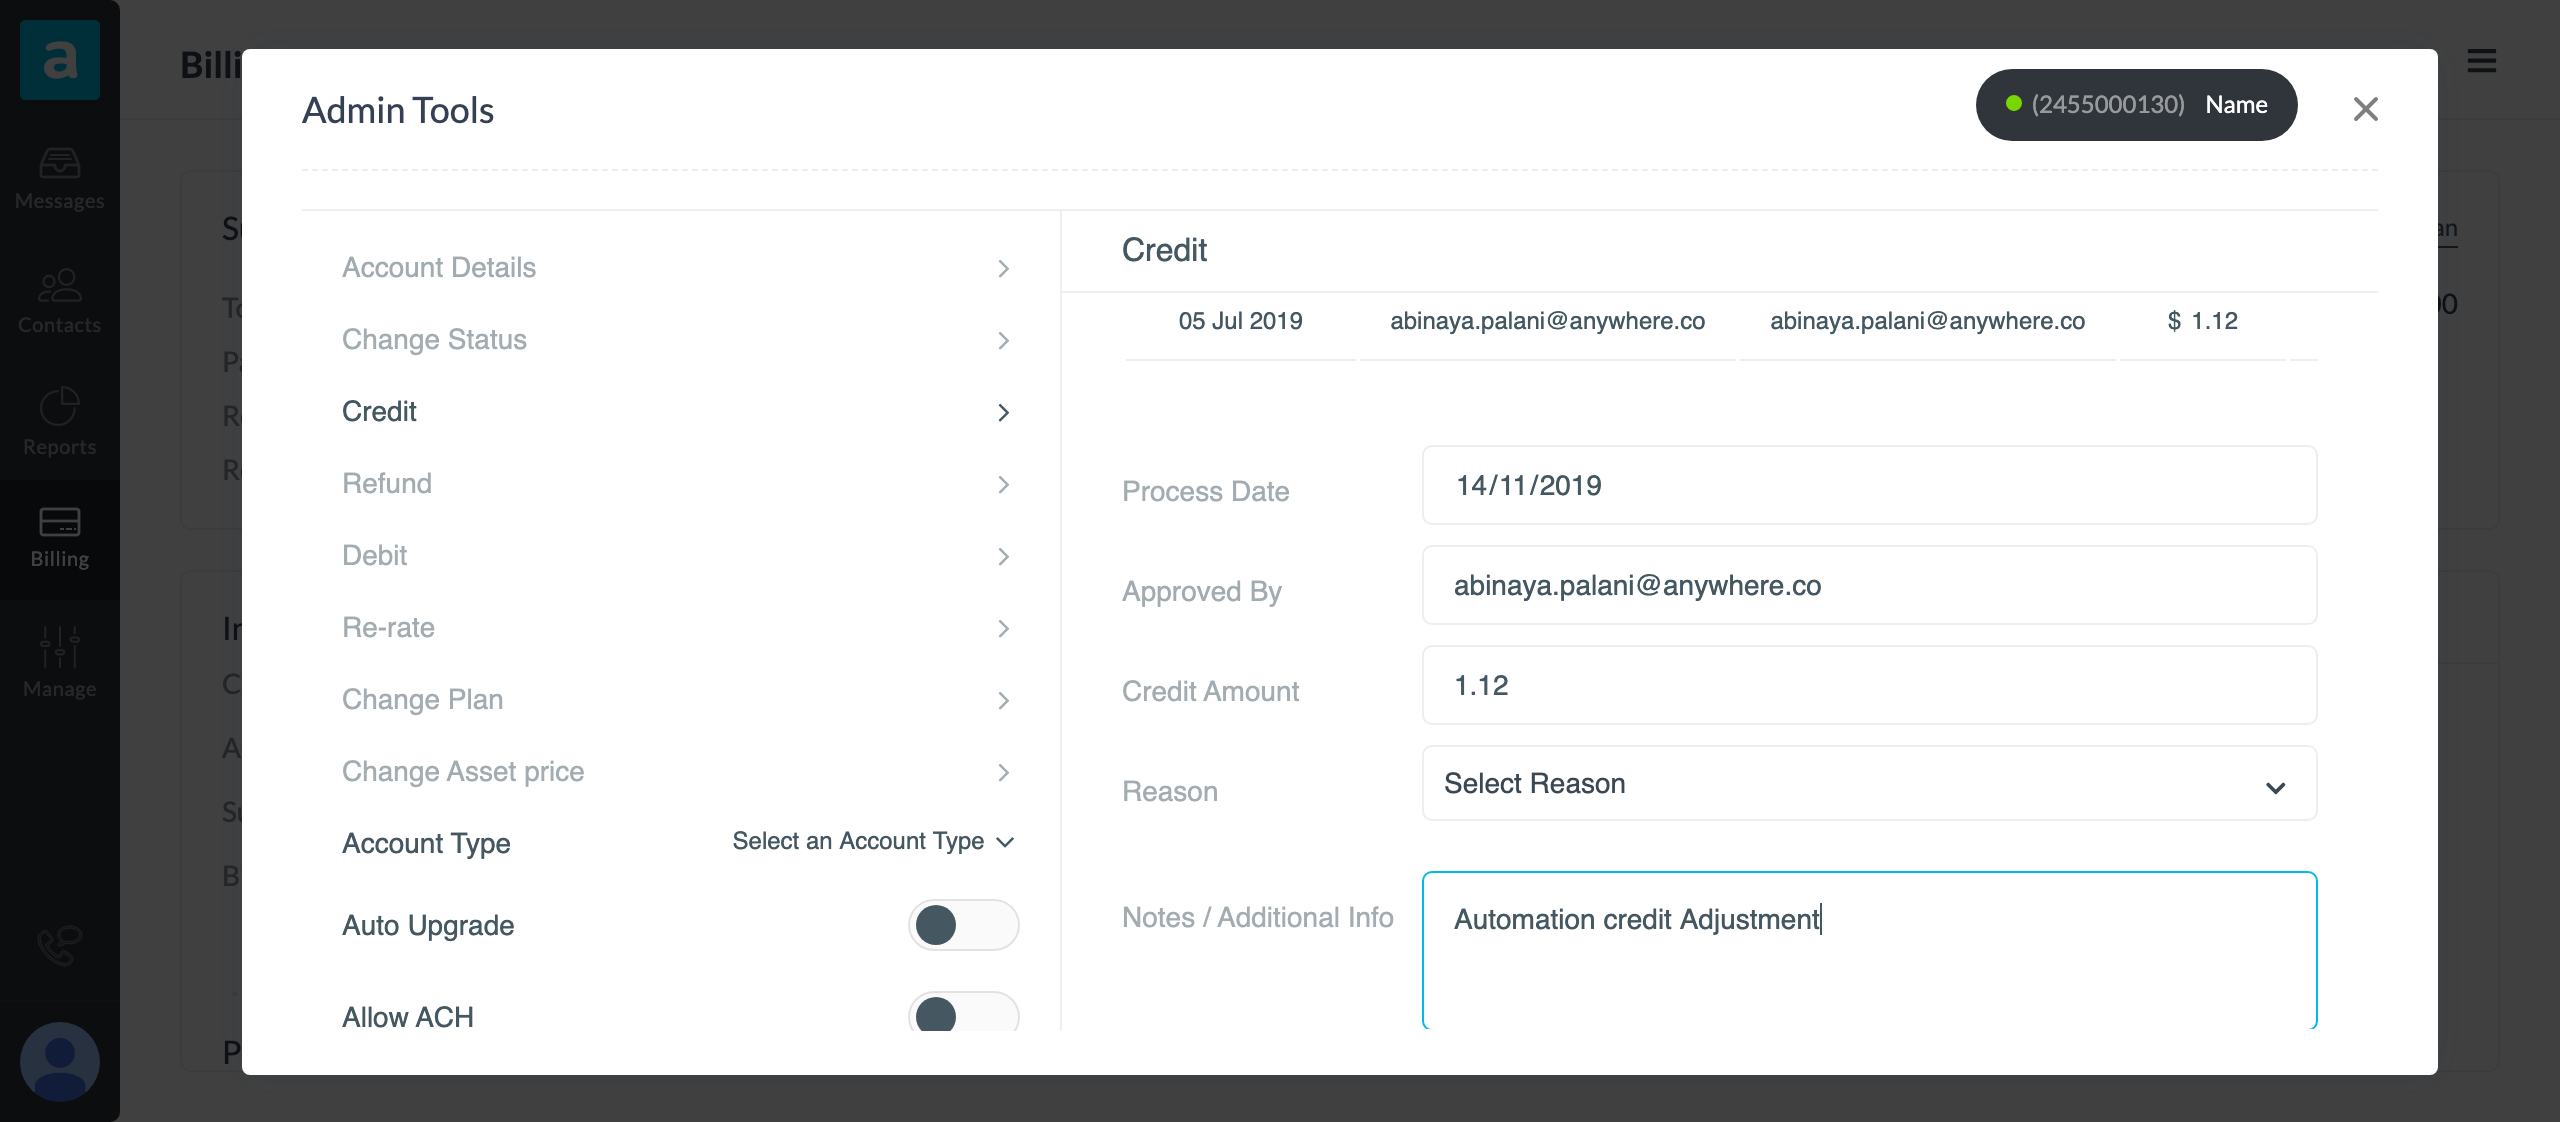 a
Messages
Contacts
Reports
Billing
Manage
Admin Tools
(2455000130) Name
Account Details
Change Status
Credit
Refund
Debit
Re-rate
Change Plan
Change Asset price
Account Type Select an Account Type
Auto Upgrade
Allow ACH
Credit
05 Jul 2019 abinaya.palani@anywhere.co abinaya.palani@anywhere.co $ 1.12
Process Date 14/11/2019
Approved By abinaya.palani@anywhere.co
Credit Amount 1.12
Reason Select Reason
Notes / Additional Info Automation credit Adjustment